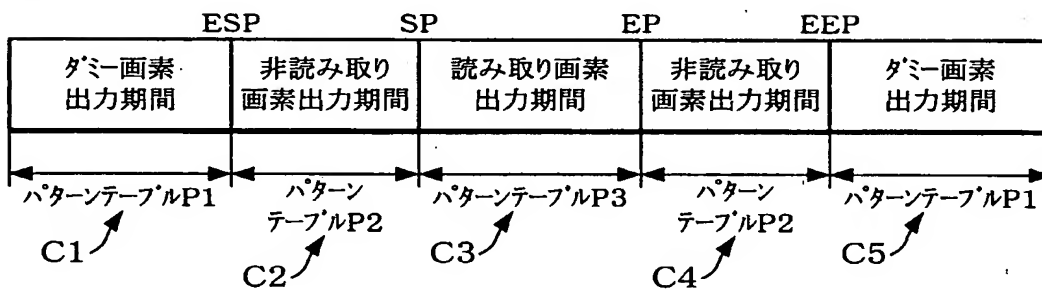 ESP SP EP EEP
ダミー画素 非読み取り 読み取り画素 非読み取り ダミー画素
出力期間 画素出力期間 出力期間 画素出力期間 出力期間
パターンテーブルP1 パターン パターンテーブルP3 パターン パターンテーブルP1
テーブルP2 テーブルP2
C1 C2 C3 C4 C5